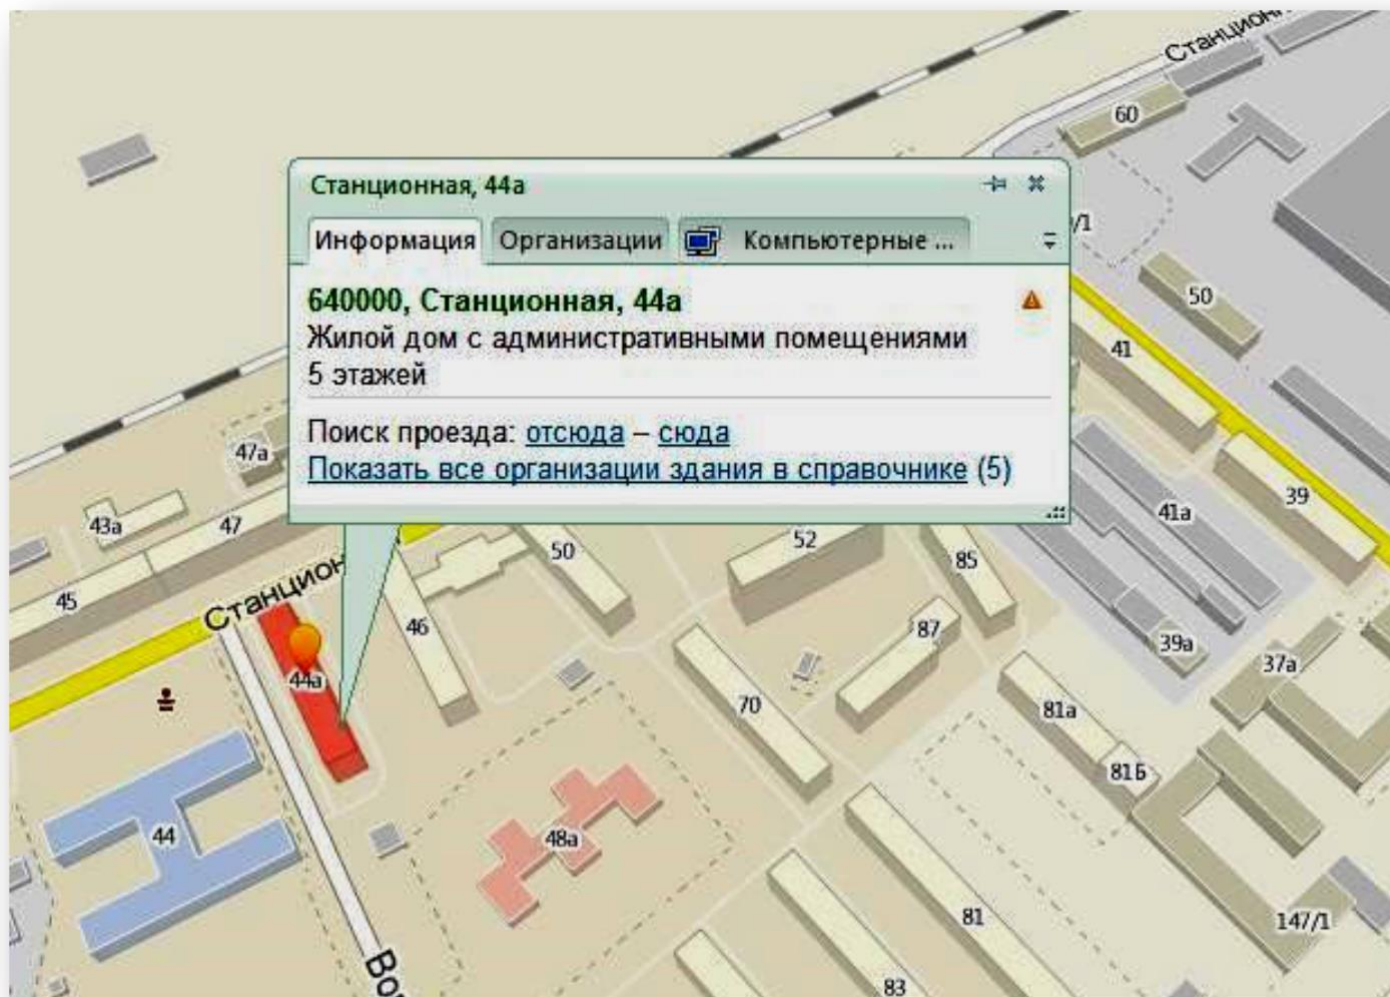 Станцион
60
Станционная, 44а
/1
Информация
Организации
Компьютерные ...
640000, Станционная, 44а
50
Жилой дом с административными помещениями
41
5 этажей
Поиск проезда: отсюда – сюда
47а
Показать все организации здания в справочнике (5)
39
43а
47
41а
50
52
85
Станцион
45
46
87
39а
37а
44а
70
81а
81Б
44
48а
81
147/1
Во
83